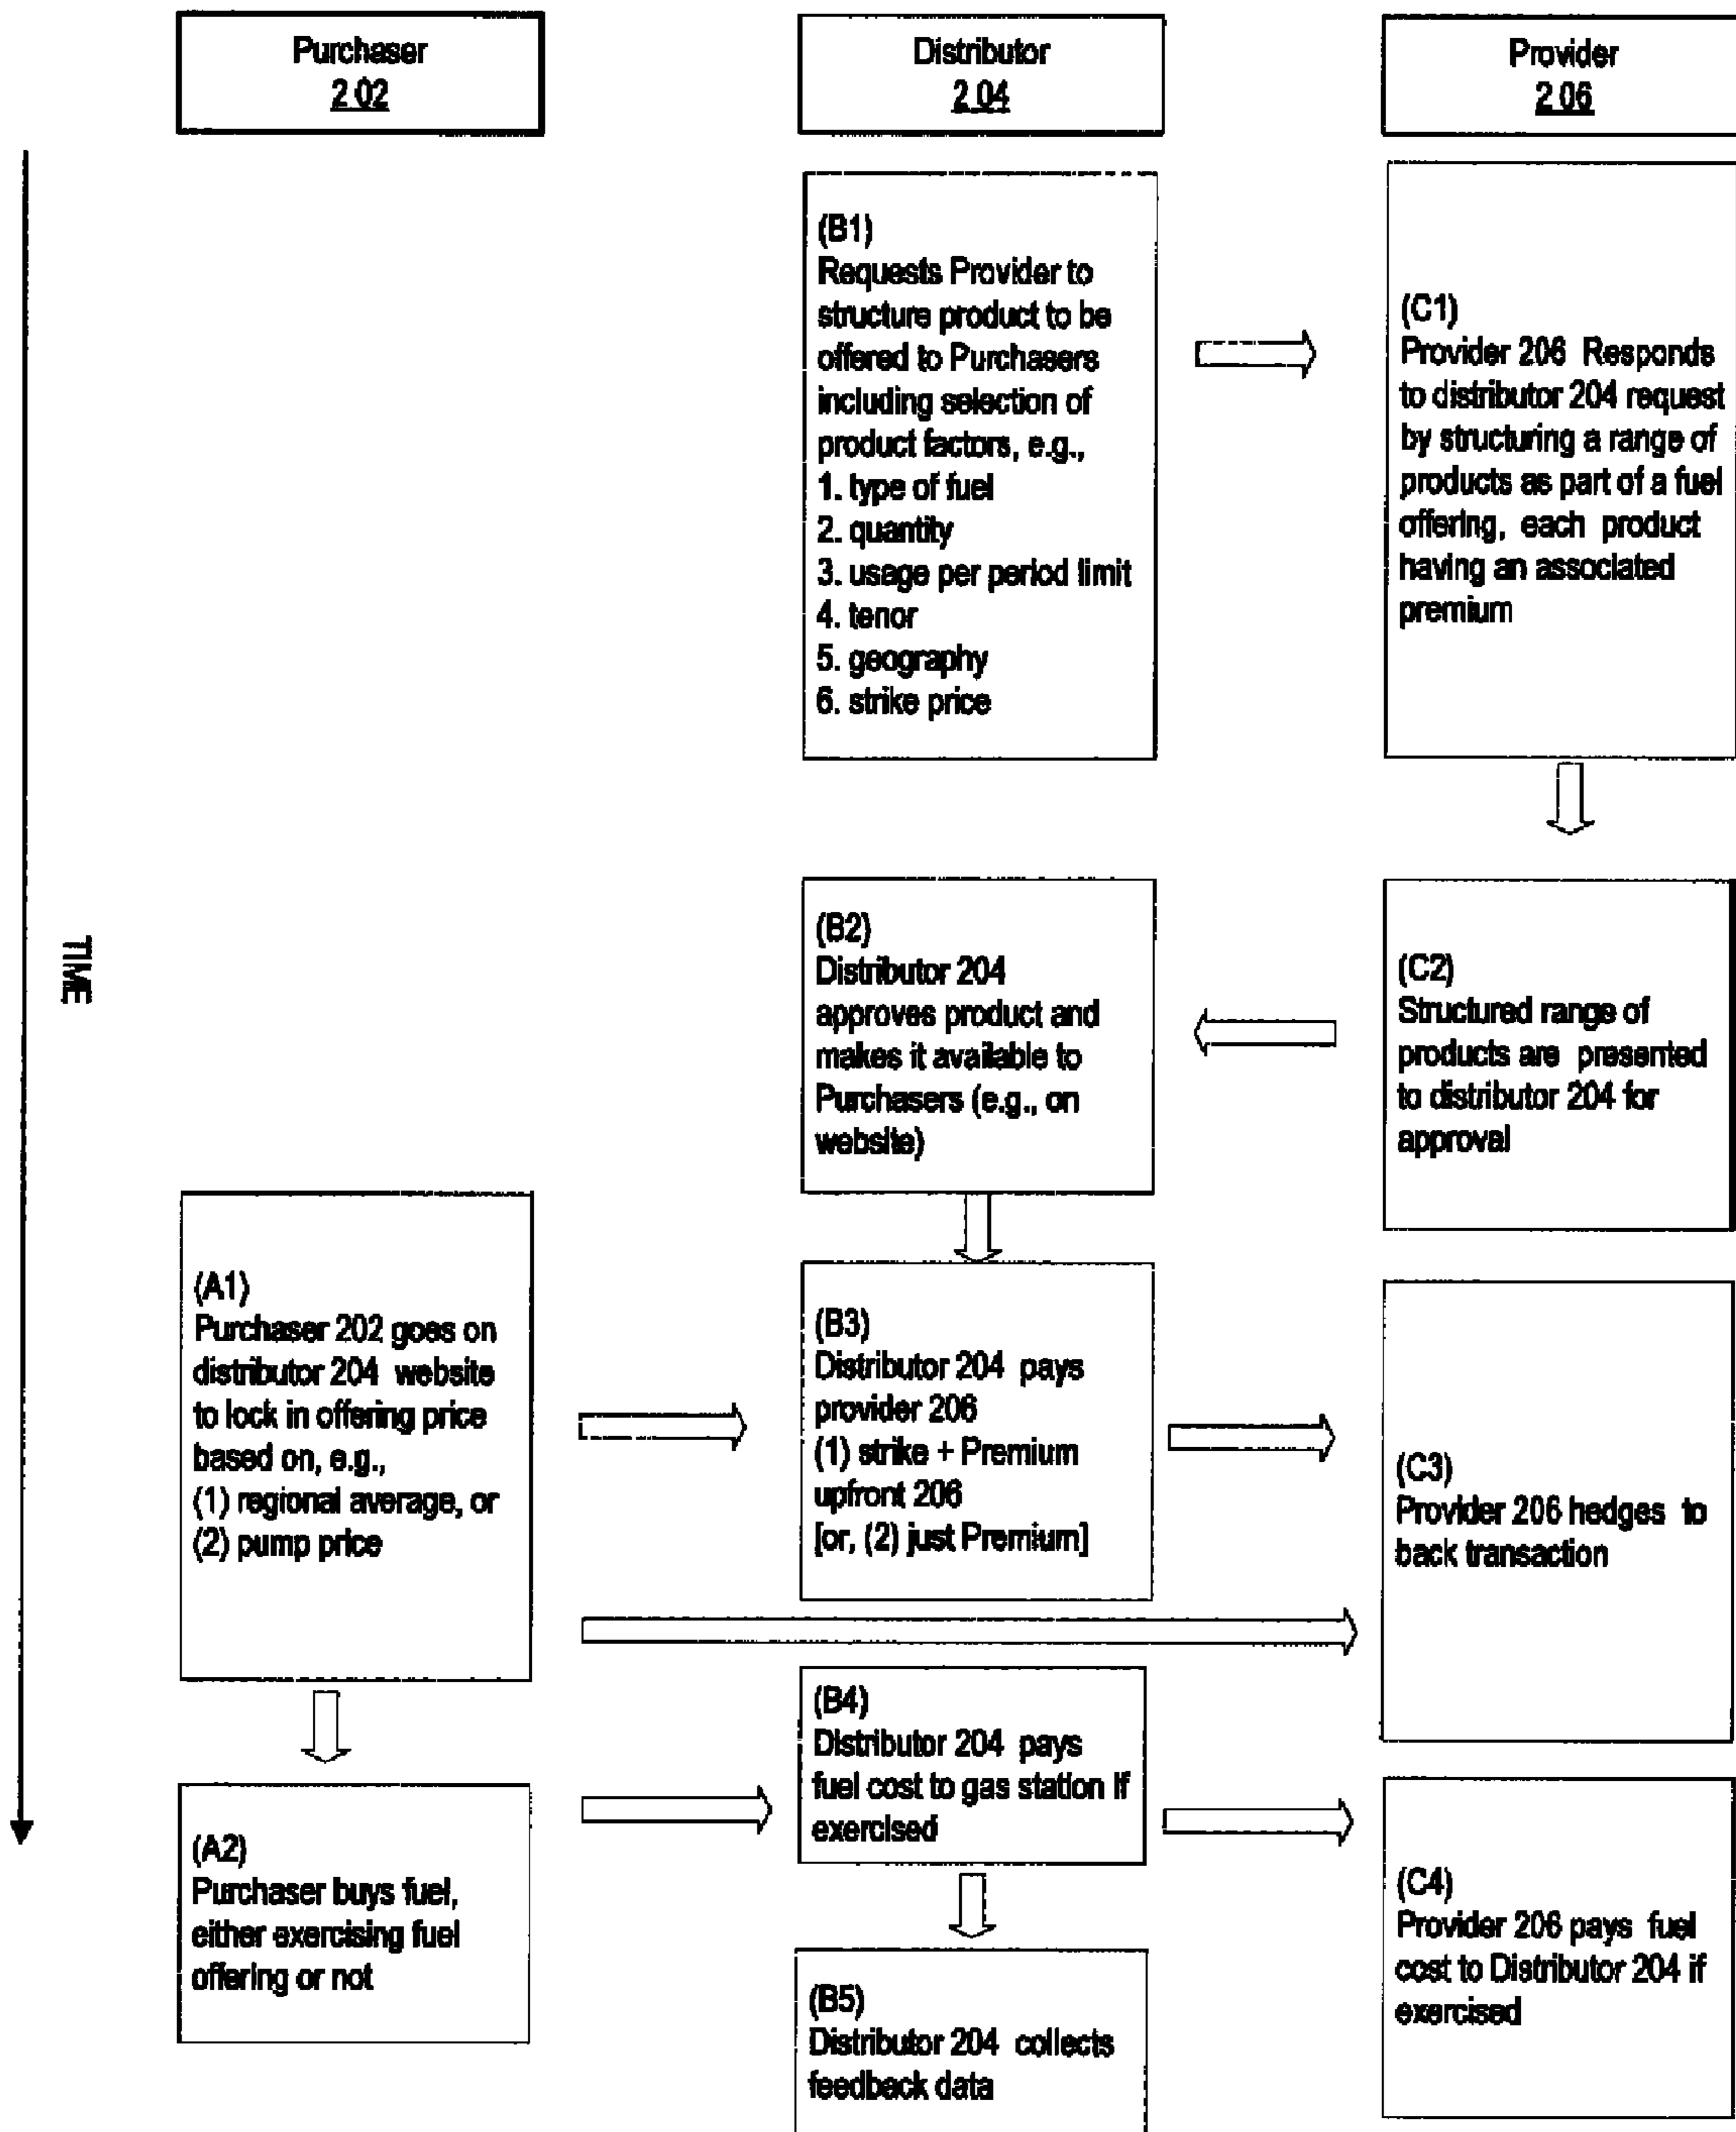 Purchaser
202
Distributor
204
Provider
206
TIME
(B1)
Requests Provider to
structure product to be
offered to Purchasers
including selection of
product factors, e.g.,
1. type of fuel
2. quantity
3. usage per period limit
4. tenor
5. geography
6. strike price
(C1)
Provider 206 Responds
to distributor 204 request
by structuring a range of
products as part of a fuel
offering, each product
having an associated
premium
(B2)
Distributor 204
approves product and
makes it available to
Purchasers (e.g., on
website)
(C2)
Structured range of
products are presented
to distributor 204 for
approval
(A1)
Purchaser 202 goes on
distributor 204 website
to lock in offering price
based on, e.g.,
(1) regional average, or
(2) pump price
(B3)
Distributor 204 pays
provider 206
(1) strike + Premium
upfront 206
[or, (2) just Premium]
(C3)
Provider 206 hedges to
back transaction
(A2)
Purchaser buys fuel,
either exercising fuel
offering or not
(B4)
Distributor 204 pays
fuel cost to gas station if
exercised
(C4)
Provider 206 pays fuel
cost to Distributor 204 if
exercised
(B5)
Distributor 204 collects
feedback data